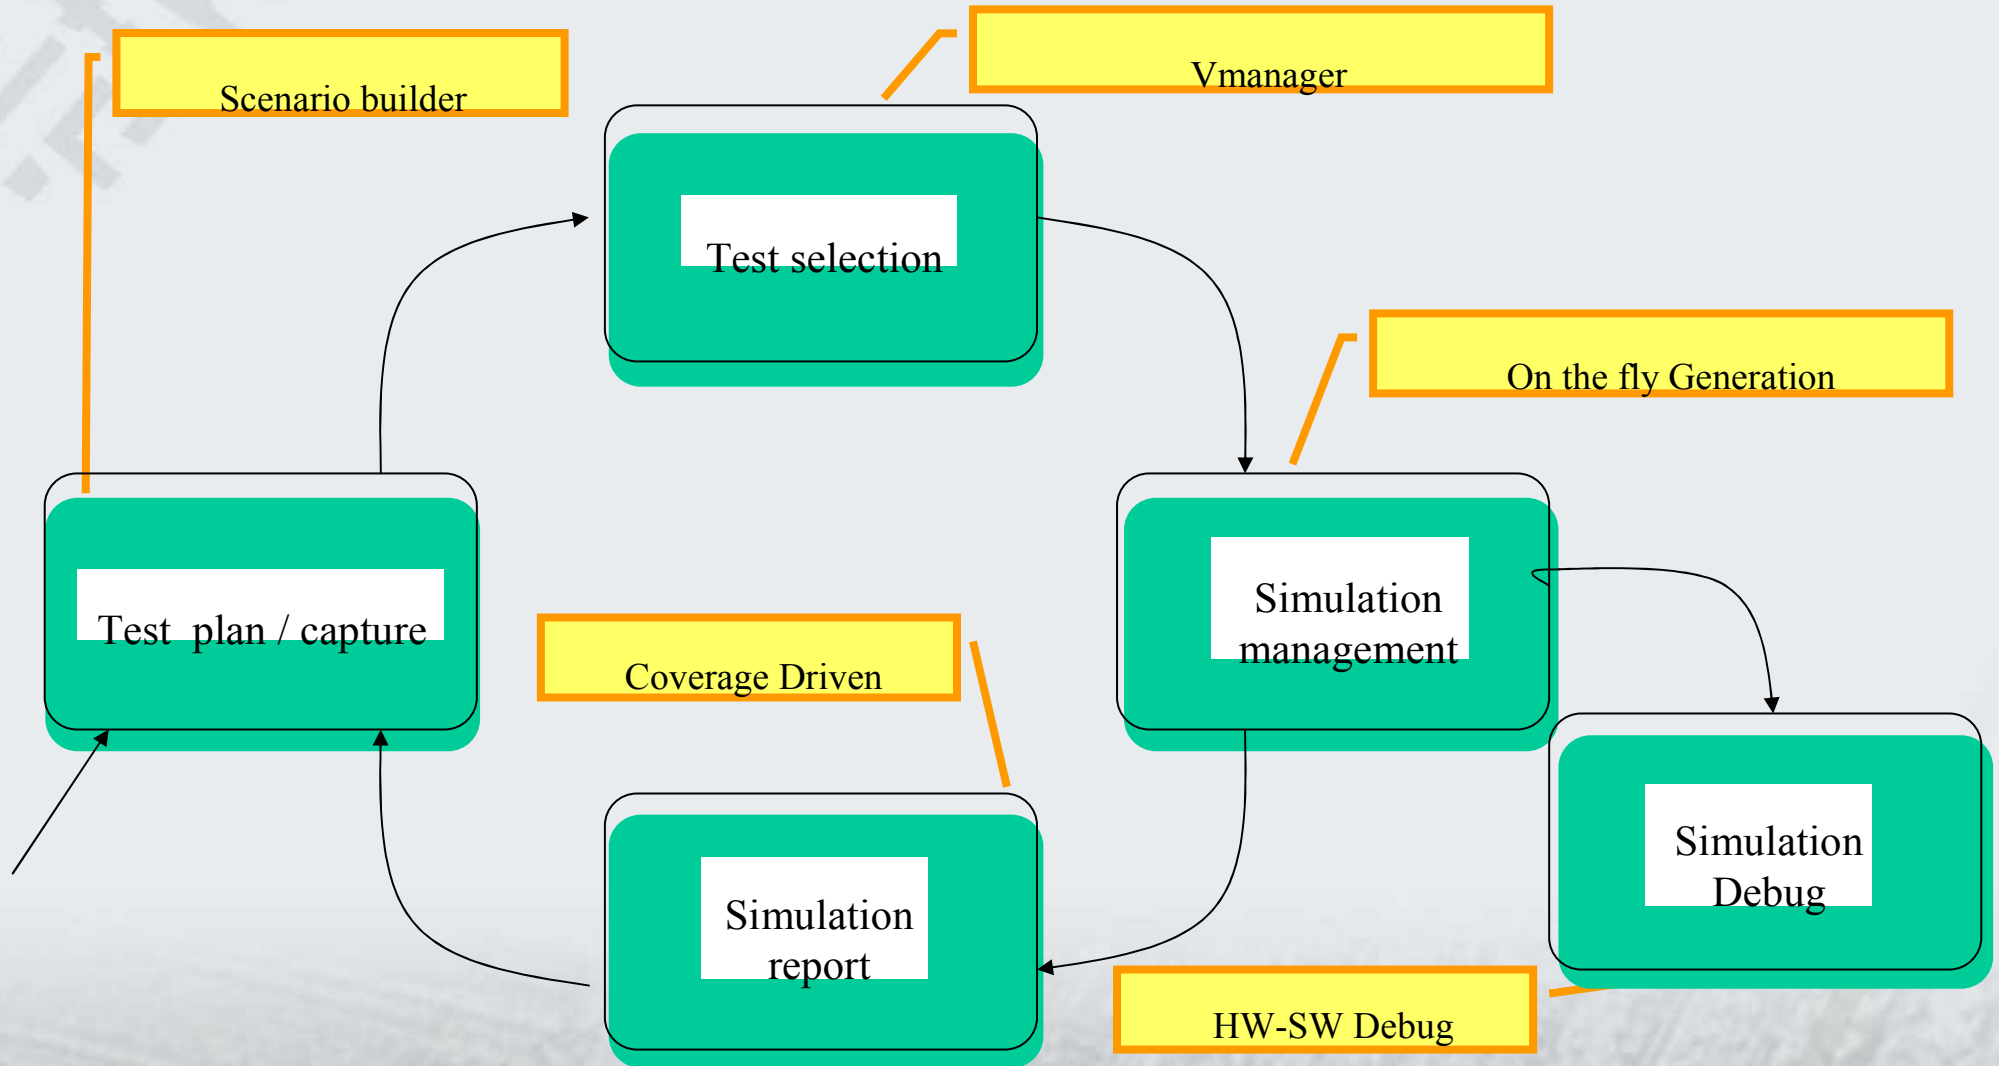 Scenario builder
Vmanager
Test selection
On the fly Generation
Test plan / capture
Simulation
management
Coverage Driven
Simulation
Debug
Simulation
report
HW-SW Debug